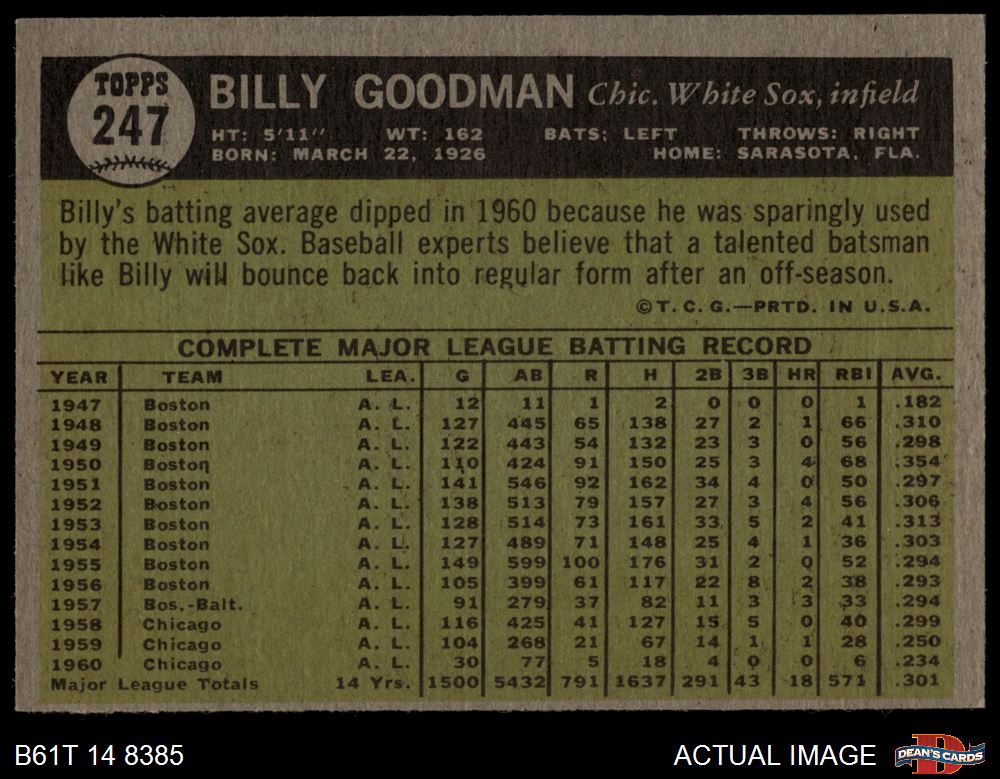 TOPPS
247
BILLY GOODMAN Chic. White Sox, infield
HT: 5'11" WT: 162 BATS: LEFT THROWS: RIGHT
BORN: MARCH 22, 1926 HOME: SARASOTA, FLA.
Billy's batting average dipped in 1960 because he was sparingly used
by the White Sox. Baseball experts believe that a talented batsman
like Billy will bounce back into regular form after an off-season.
©T. C. G.—PRTD. IN U.S.A.
COMPLETE MAJOR LEAGUE BATTING RECORD
YEAR TEAM LEA. G AB R H 2B 3B HR RBI AVG.
1947 Boston A. L. 12 11 1 2 0 0 0 1 .182
1948 Boston A. L. 127 445 65 138 27 2 1 66 .310
1949 Boston A. L. 122 443 54 132 23 3 0 56 .298
1950 Boston A. L. 110 424 91 150 25 3 4 68 .354
1951 Boston A. L. 141 546 92 162 34 4 0 50 .297
1952 Boston A. L. 138 513 79 157 27 3 4 56 .306
1953 Boston A. L. 128 514 73 161 33 5 2 41 .313
1954 Boston A. L. 127 489 71 148 25 4 1 36 .303
1955 Boston A. L. 149 599 100 176 31 2 0 52 .294
1956 Boston A. L. 105 399 61 117 22 8 2 38 .293
1957 Bos.-Balt. A. L. 91 279 37 82 11 3 3 33 .294
1958 Chicago A. L. 116 425 41 127 15 5 0 40 .299
1959 Chicago A. L. 104 268 21 67 14 1 1 28 .250
1960 Chicago A. L. 30 77 5 18 4 0 0 6 .234
Major League Totals 14 Yrs. 1500 5432 791 1637 291 43 18 571 .301
B61T 14 8385 ACTUAL IMAGE DEAN'S CARDS